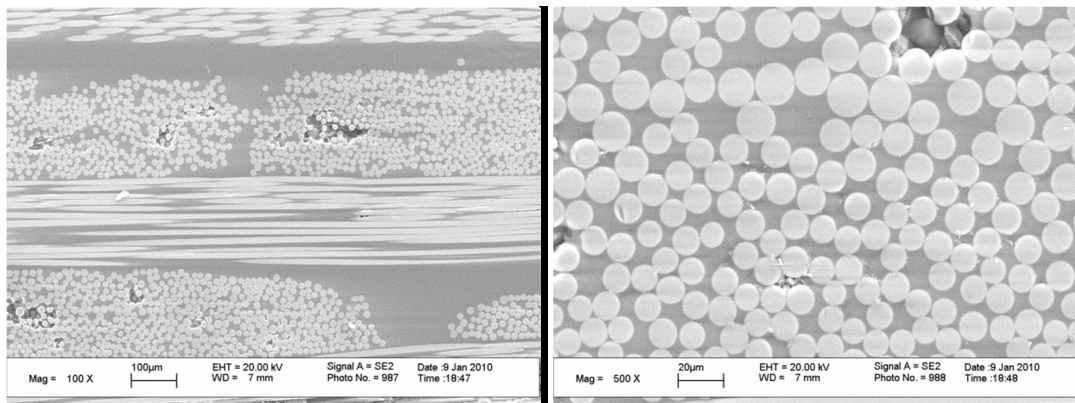 Mag = 100 X
100µm
EHT = 20.00 kV
WD = 7 mm
Signal A = SE2
Photo No. = 987
Date :9 Jan 2010
Time :18:47
Mag = 500 X
20µm
EHT = 20.00 kV
WD = 7 mm
Signal A = SE2
Photo No. = 988
Date :9 Jan 2010
Time :18:48